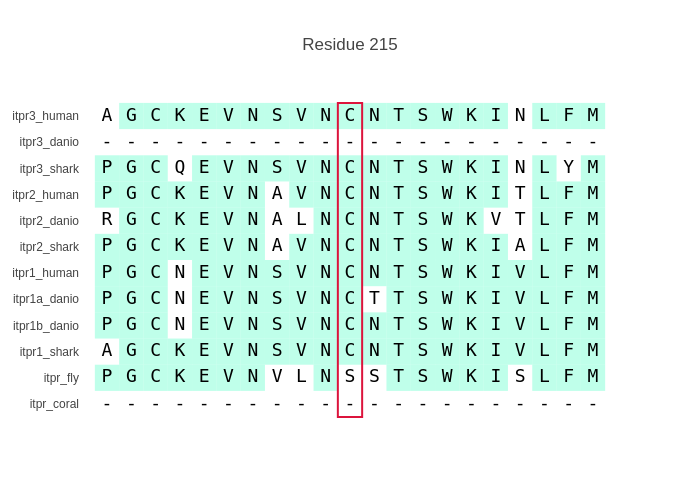 Residue 215
itpr3_human A G C K E V N S V N C N T S W K I N L F M
itpr3_danio - - - - - - - - - - - - - - - - - - - - -
itpr3_shark P G C Q E V N S V N C N T S W K I N L Y M
itpr2_human P G C K E V N A V N C N T S W K I T L F M
itpr2_danio R G C K E V N A L N C N T S W K V T L F M
itpr2_shark P G C K E V N A V N C N T S W K I A L F M
itpr1_human P G C N E V N S V N C N T S W K I V L F M
itpr1a_danio P G C N E V N S V N C T T S W K I V L F M
itpr1b_danio P G C N E V N S V N C N T S W K I V L F M
itpr1_shark A G C K E V N S V N C N T S W K I V L F M
itpr_fly P G C K E V N V L N S S T S W K I S L F M
itpr_coral - - - - - - - - - - - - - - - - - - - - -